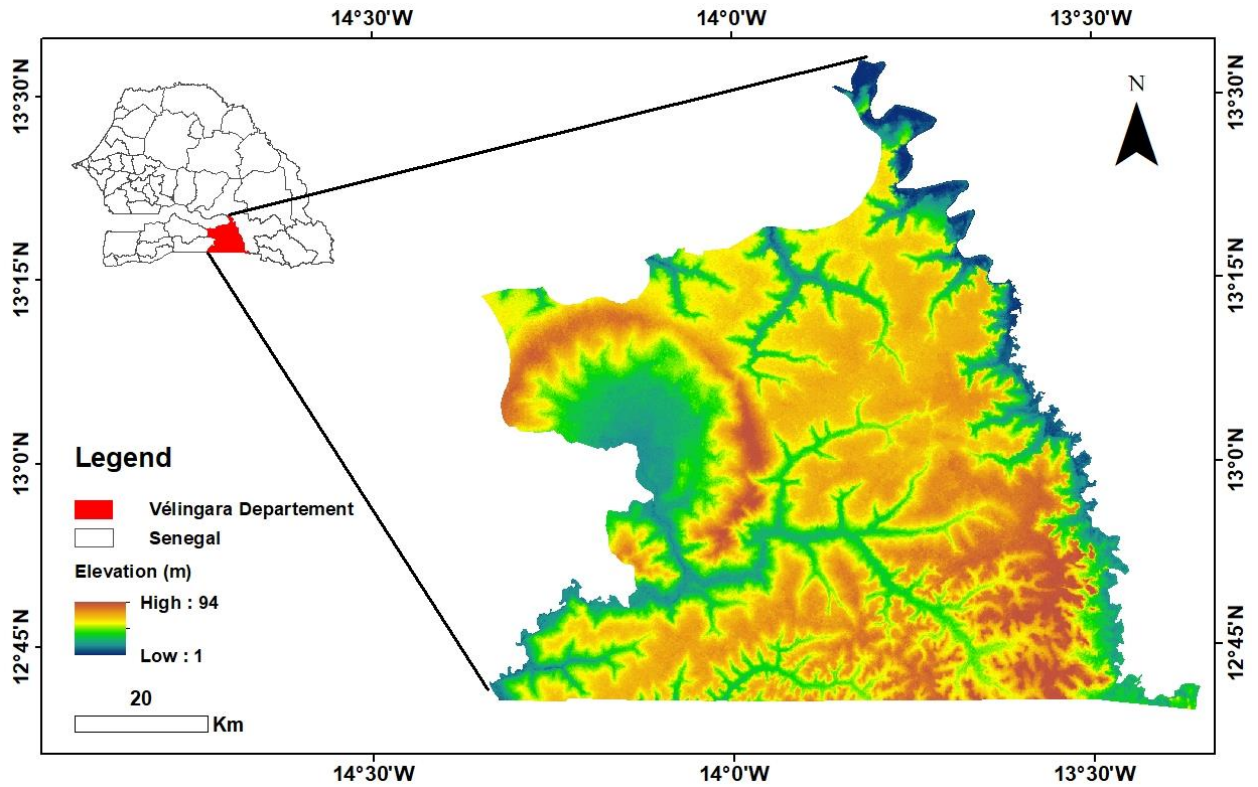 14°30'W 14°0'W 13°30'W
13°30'N 13°30'N
N
13°15'N 13°15'N
13°0'N 13°0'N
Legend
Vélingara Departement
Senegal
Elevation (m)
High : 94
Low : 1
12°45'N 12°45'N
20
Km
14°30'W 14°0'W 13°30'W